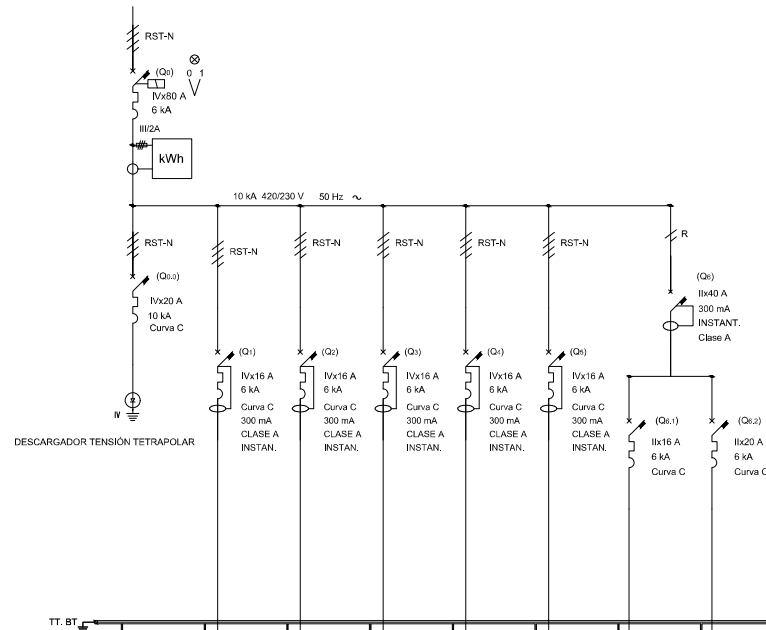 RST-N
(Q0)
0 1
IVx80 A
6 kA
III/2A
kWh
10 kA 420/230 V 50 Hz ~
RST-N
RST-N
RST-N
RST-N
RST-N
RST-N
R
(Q0.0)
IVx20 A
10 kA
Curva C
(Q6)
IIx40 A
300 mA
INSTANT.
Clase A
(Q1)
IVx16 A
6 kA
Curva C
300 mA
CLASE A
INSTAN.
(Q2)
IVx16 A
6 kA
Curva C
300 mA
CLASE A
INSTAN.
(Q3)
IVx16 A
6 kA
Curva C
300 mA
CLASE A
INSTAN.
(Q4)
IVx16 A
6 kA
Curva C
300 mA
CLASE A
INSTAN.
(Q5)
IVx16 A
6 kA
Curva C
300 mA
CLASE A
INSTAN.
IV
DESCARGADOR TENSIÓN TETRAPOLAR
(Q6.1)
IIx16 A
6 kA
Curva C
(Q6.2)
IIx20 A
6 kA
Curva C
TT. BT